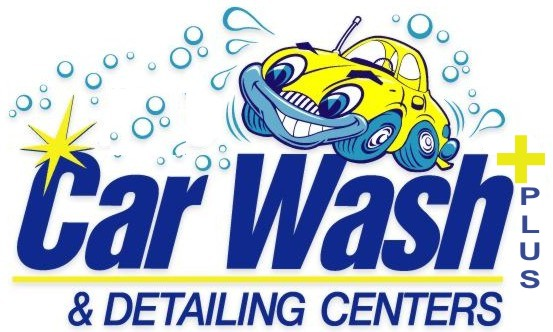 Car Wash +
PLUS
& DETAILING CENTERS